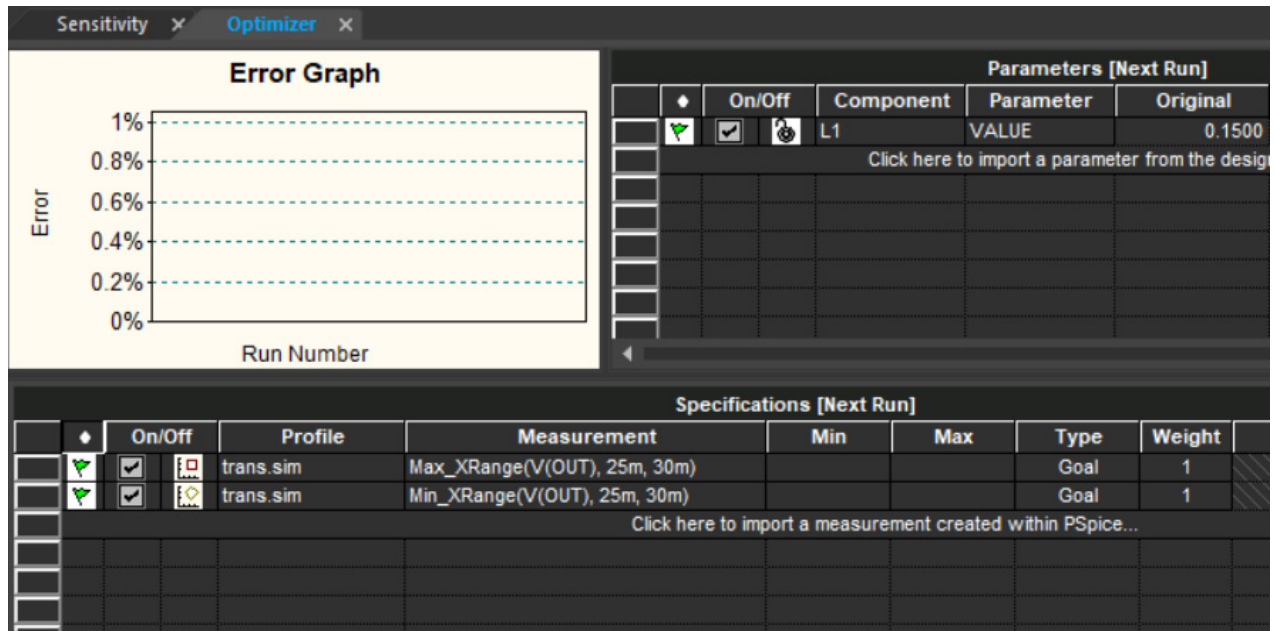 Sensitivity × Optimizer ×
Error Graph
1%
0.8%
0.6%
0.4%
0.2%
0%
Error
Run Number
Parameters [Next Run]
On/Off Component Parameter Original
L1 VALUE 0.1500
Click here to import a parameter from the design
Specifications [Next Run]
On/Off Profile Measurement Min Max Type Weight
trans.sim Max_XRange(V(OUT), 25m, 30m) Goal 1
trans.sim Min_XRange(V(OUT), 25m, 30m) Goal 1
Click here to import a measurement created within PSpice...